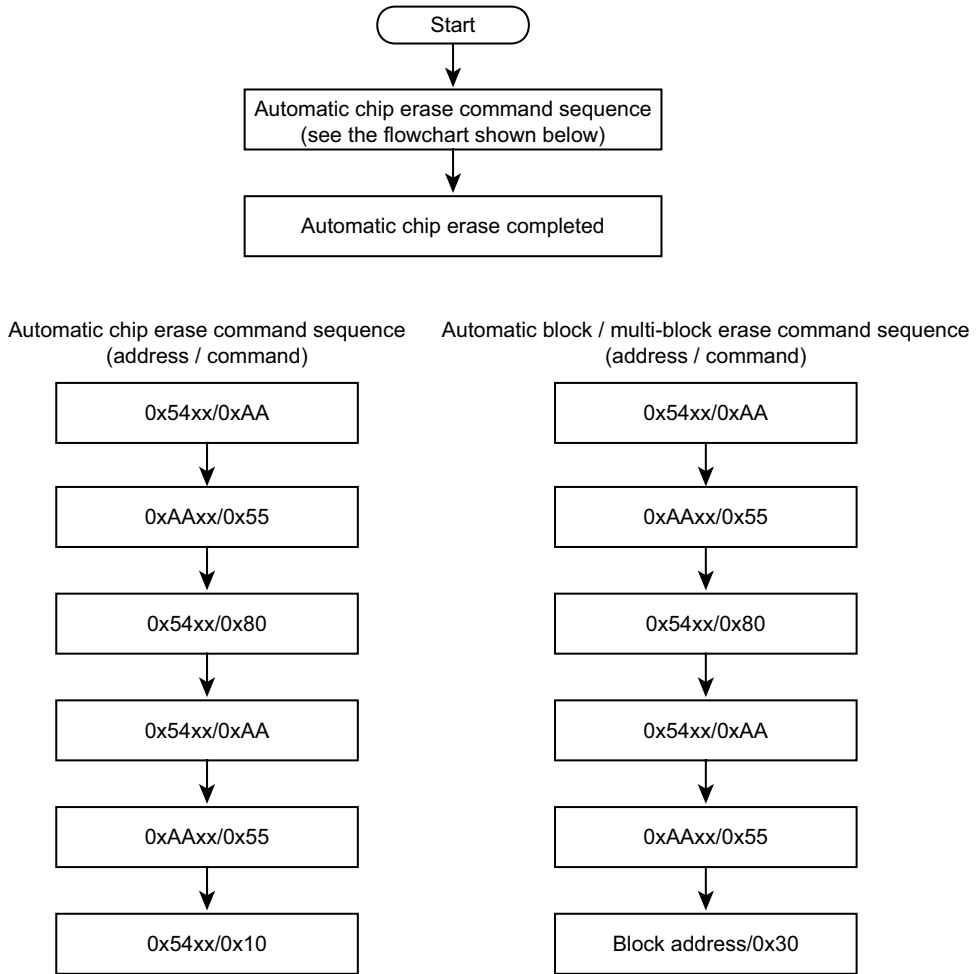 Start
Automatic chip erase command sequence
(see the flowchart shown below)
Automatic chip erase completed
Automatic chip erase command sequence
(address / command)
0x54xx/0xAA
0xAAxx/0x55
0x54xx/0x80
0x54xx/0xAA
0xAAxx/0x55
0x54xx/0x10
Automatic block / multi-block erase command sequence
(address / command)
0x54xx/0xAA
0xAAxx/0x55
0x54xx/0x80
0x54xx/0xAA
0xAAxx/0x55
Block address/0x30